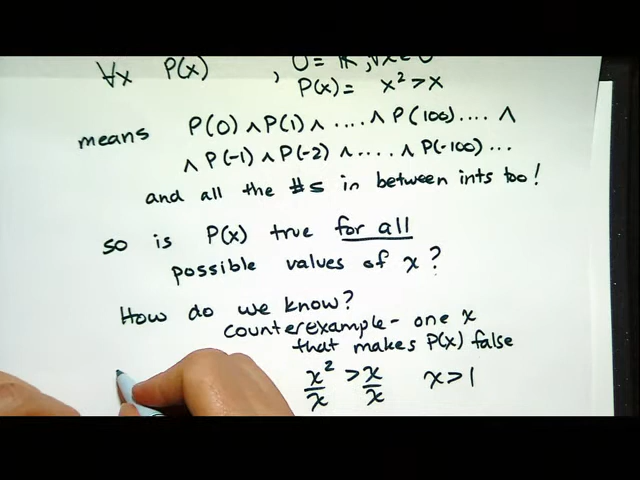 ∀x P(x) , U = ℝ, ∀x∈U
P(x) = x² > x
means P(0) ∧ P(1) ∧ .... ∧ P(100) .... ∧
∧ P(-1) ∧ P(-2) ∧ .... ∧ P(-100) ...
and all the #s in between ints too!
so is P(x) true for all
possible values of x?
How do we know?
counterexample - one x
that makes P(x) false
x²/x > x/x x > 1